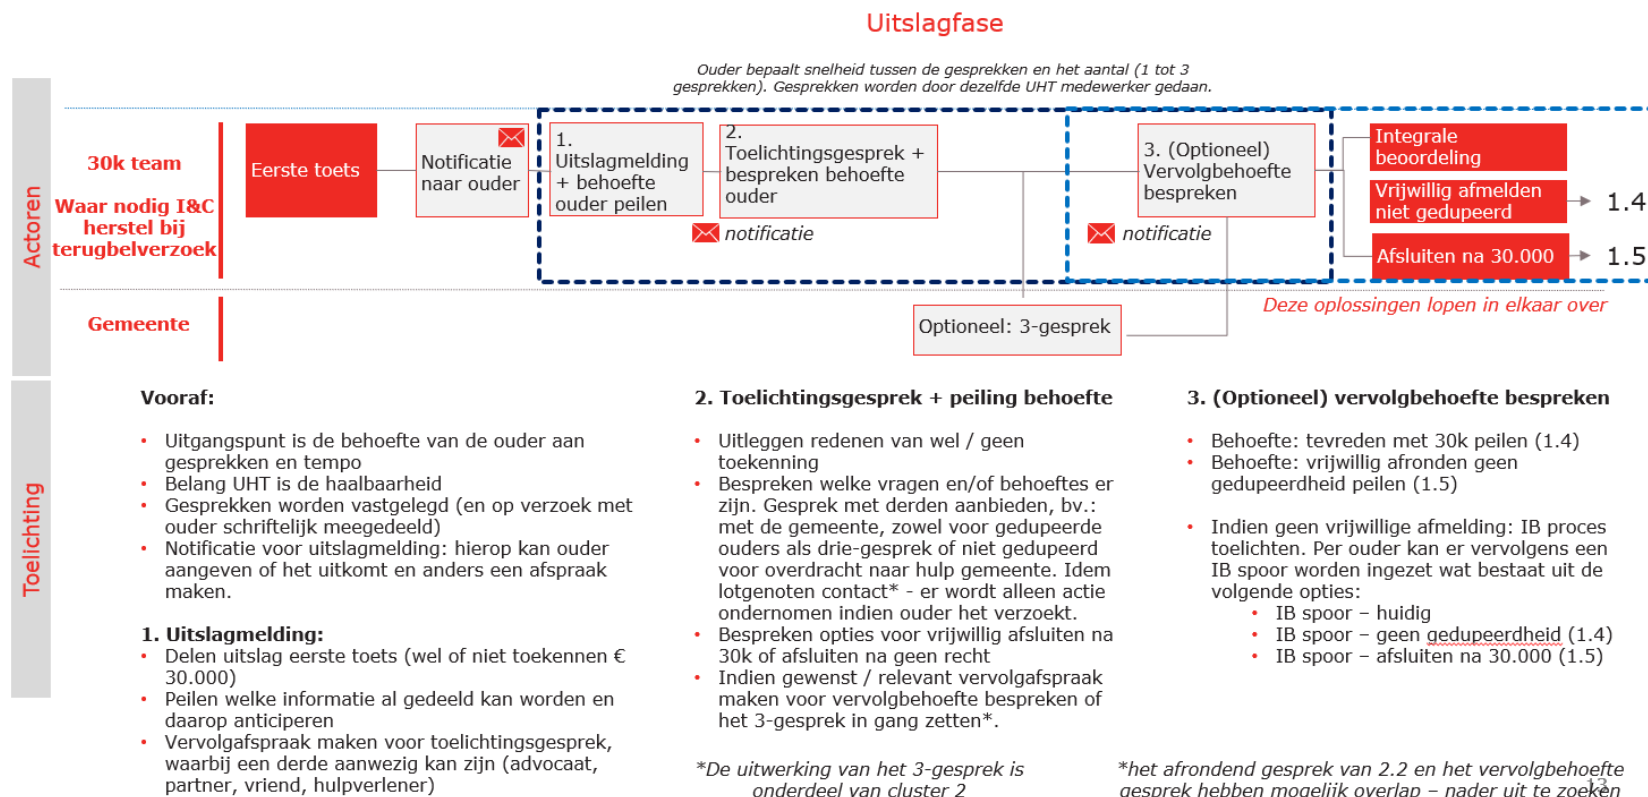 Uitslagfase
Ouder bepaalt snelheid tussen de gesprekken en het aantal (1 tot 3
gesprekken). Gesprekken worden door dezelfde UHT medewerker gedaan.
Actoren
30k team
Waar nodig I&C
herstel bij
terugbelverzoek
Eerste toets
Notificatie
naar ouder
1.
Uitslagmelding
+ behoefte
ouder peilen
2.
Toelichtingsgesprek +
bespreken behoefte
ouder
notificatie
3. (Optioneel)
Vervolgbehoefte
bespreken
notificatie
Integrale
beoordeling
Vrijwillig afmelden
niet gedupeerd
1.4
Afsluiten na 30.000
1.5
Deze oplossingen lopen in elkaar over
Gemeente
Optioneel: 3-gesprek
Toelichting
Vooraf:
• Uitgangspunt is de behoefte van de ouder aan
gesprekken en tempo
• Belang UHT is de haalbaarheid
• Gesprekken worden vastgelegd (en op verzoek met
ouder schriftelijk meegedeeld)
• Notificatie voor uitslagmelding: hierop kan ouder
aangeven of het uitkomt en anders een afspraak
maken.
1. Uitslagmelding:
• Delen uitslag eerste toets (wel of niet toekennen €
30.000)
• Peilen welke informatie al gedeeld kan worden en
daarop anticiperen
• Vervolgafspraak maken voor toelichtingsgesprek,
waarbij een derde aanwezig kan zijn (advocaat,
partner, vriend, hulpverlener)
2. Toelichtingsgesprek + peiling behoefte
• Uitleggen redenen van wel / geen
toekenning
• Bespreken welke vragen en/of behoeftes er
zijn. Gesprek met derden aanbieden, bv.:
met de gemeente, zowel voor gedupeerde
ouders als drie-gesprek of niet gedupeerd
voor overdracht naar hulp gemeente. Idem
lotgenoten contact* - er wordt alleen actie
ondernomen indien ouder het verzoekt.
• Bespreken opties voor vrijwillig afsluiten na
30k of afsluiten na geen recht
• Indien gewenst / relevant vervolgafspraak
maken voor vervolgbehoefte bespreken of
het 3-gesprek in gang zetten*.
*De uitwerking van het 3-gesprek is
onderdeel van cluster 2
3. (Optioneel) vervolgbehoefte bespreken
• Behoefte: tevreden met 30k peilen (1.4)
• Behoefte: vrijwillig afronden geen
gedupeerdheid peilen (1.5)
• Indien geen vrijwillige afmelding: IB proces
toelichten. Per ouder kan er vervolgens een
IB spoor worden ingezet wat bestaat uit de
volgende opties:
• IB spoor – huidig
• IB spoor – geen gedupeerdheid (1.4)
• IB spoor – afsluiten na 30.000 (1.5)
*het afrondend gesprek van 2.2 en het vervolgbehoefte
gesprek hebben mogelijk overlap – nader uit te zoeken
13